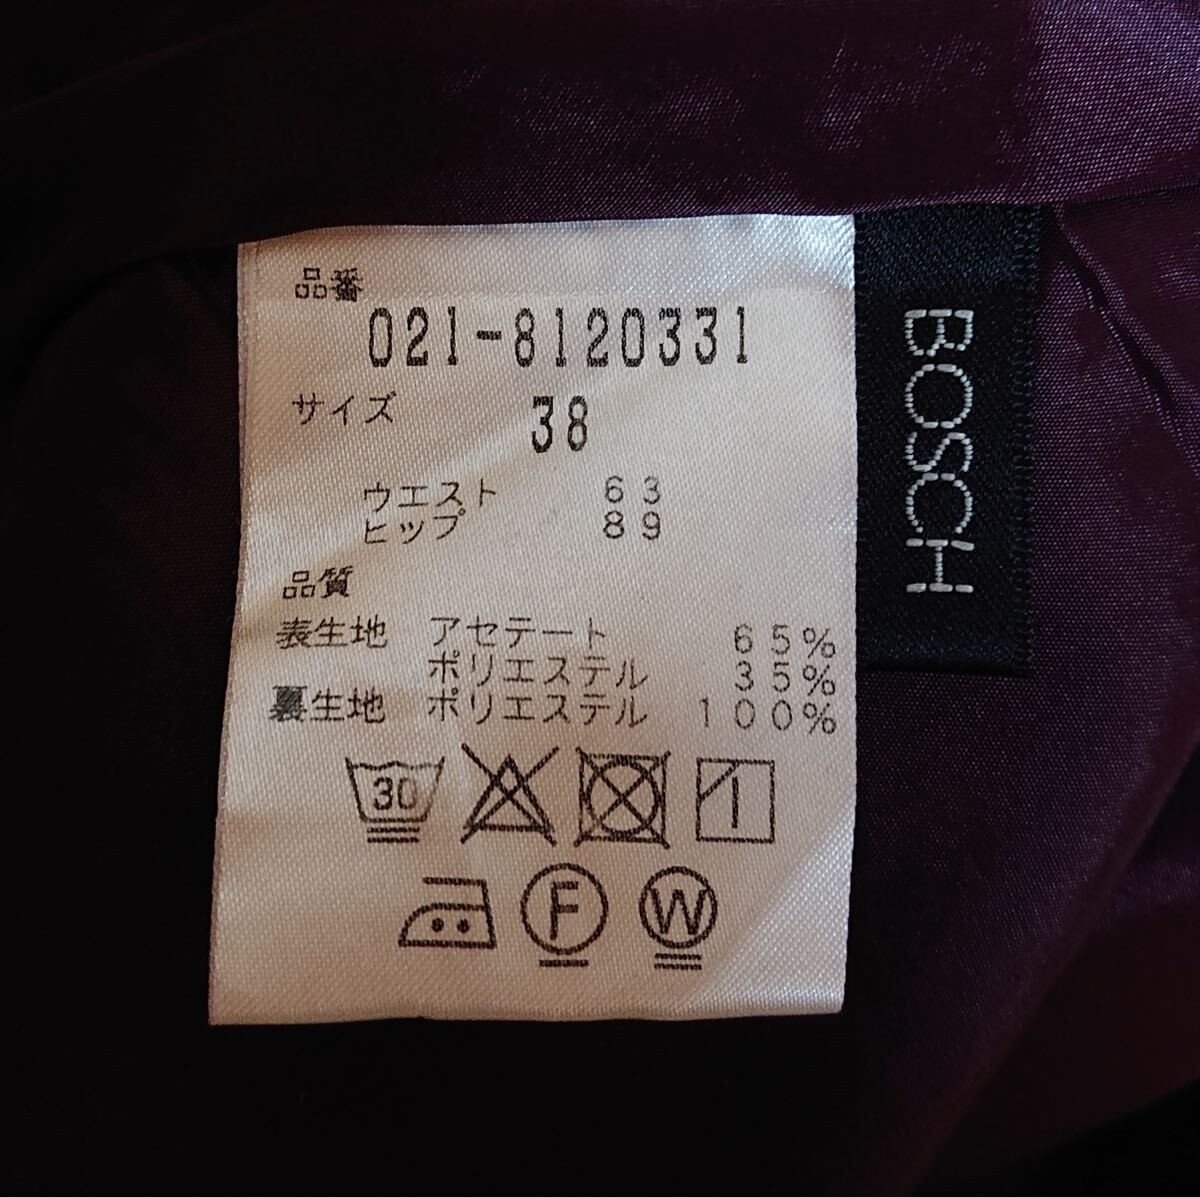 品番
021-8120331
サイズ 38
ウエスト 63
ヒップ 89
品質
表生地 アセテート 65%
ポリエステル 35%
裏生地 ポリエステル 100%
30
F W
BOSCH